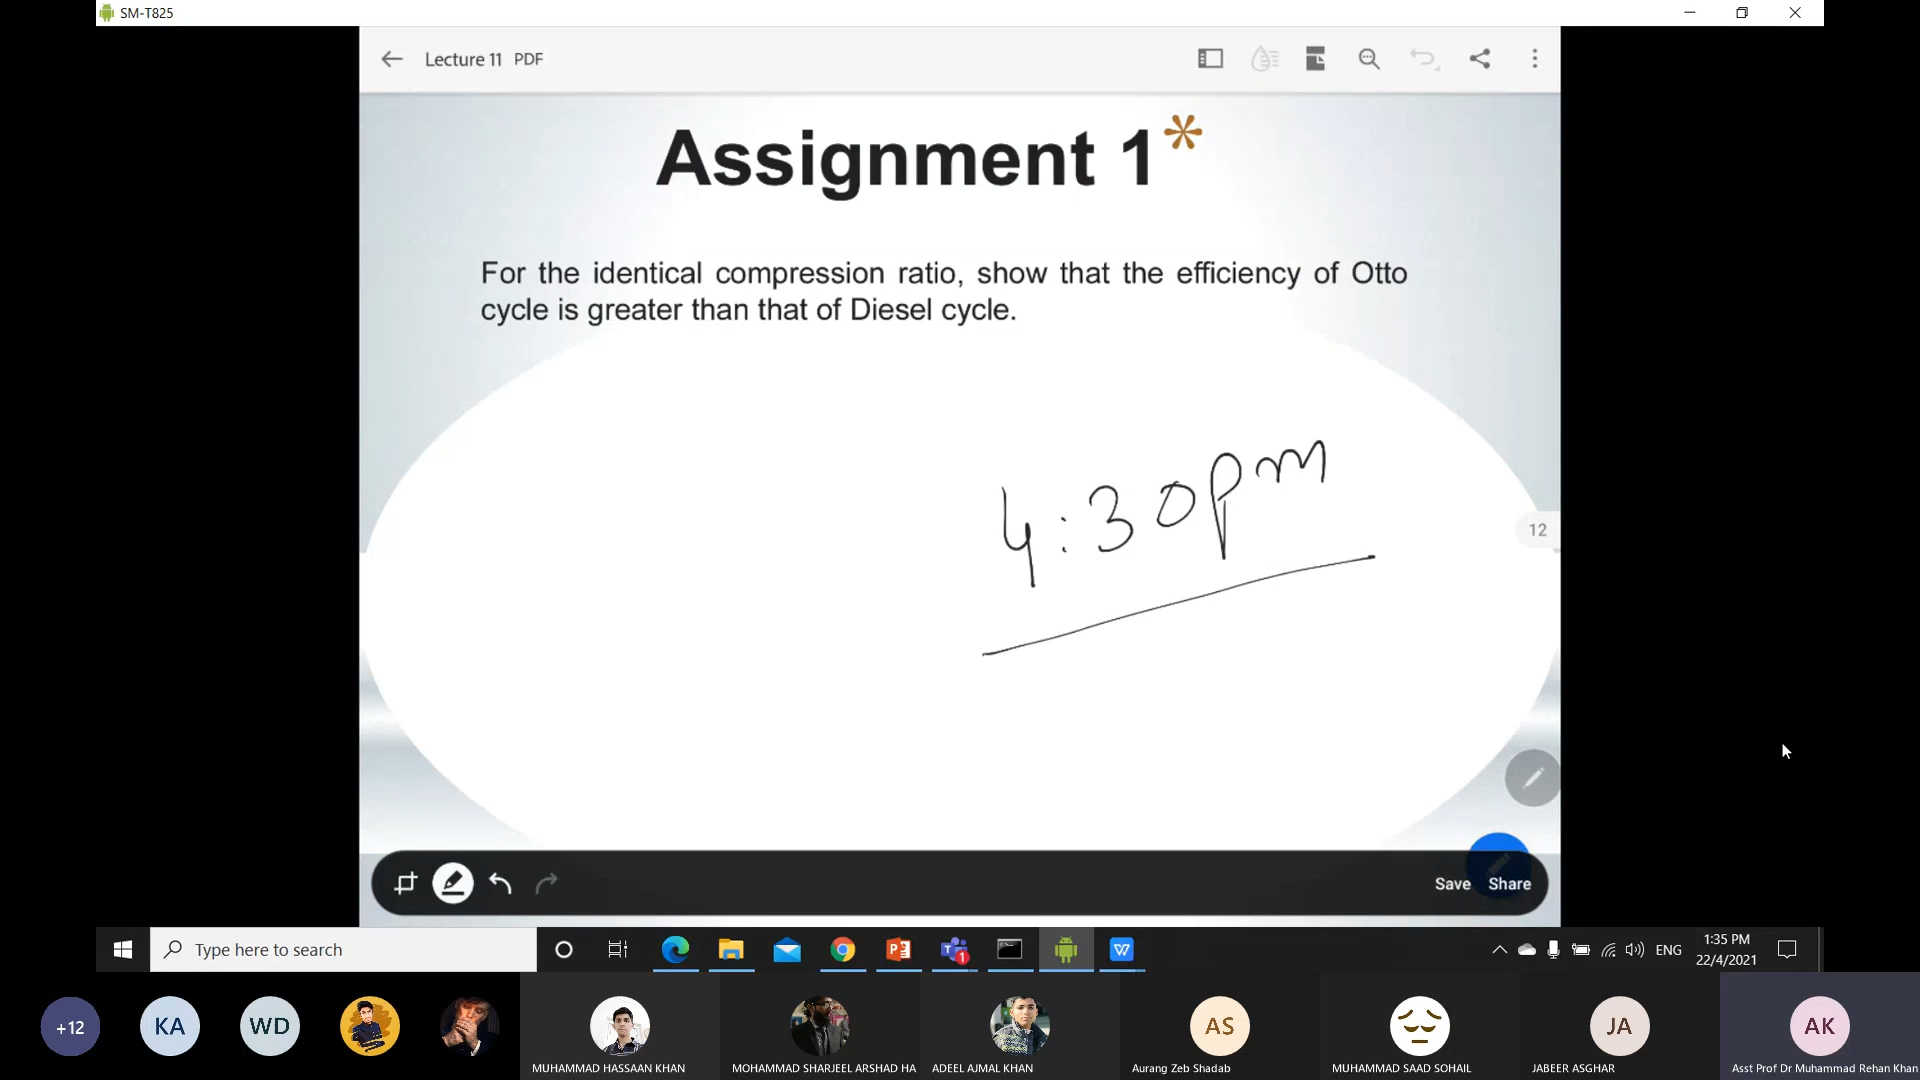 SM-T825
Lecture 11 PDF
Assignment 1*
For the identical compression ratio, show that the efficiency of Otto
cycle is greater than that of Diesel cycle.
4:30pm
12
Save Share
Type here to search
1
ENG
1:35 PM
22/4/2021
+12
KA
WD
AS
JA
AK
MUHAMMAD HASSAAN KHAN
MOHAMMAD SHARJEEL ARSHAD HA
ADEEL AJMAL KHAN
Aurang Zeb Shadab
MUHAMMAD SAAD SOHAIL
JABEER ASGHAR
Asst Prof Dr Muhammad Rehan Khan